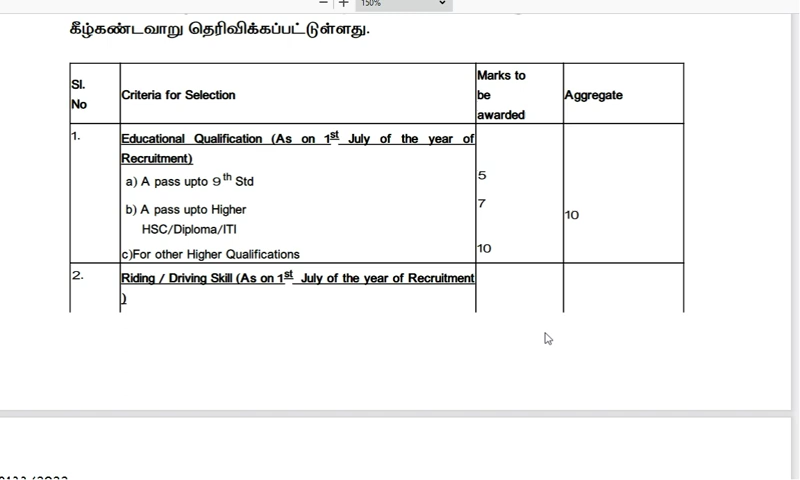 150%
கீழ்கண்டவாறு தெரிவிக்கப்பட்டுள்ளது.
Sl. No Criteria for Selection Marks to be awarded Aggregate
1. Educational Qualification (As on 1st July of the year of
Recruitment)
a) A pass upto 9th Std 5
b) A pass upto Higher 7
HSC/Diploma/ITI 10
c)For other Higher Qualifications 10
2. Riding / Driving Skill (As on 1st July of the year of Recruitment
)